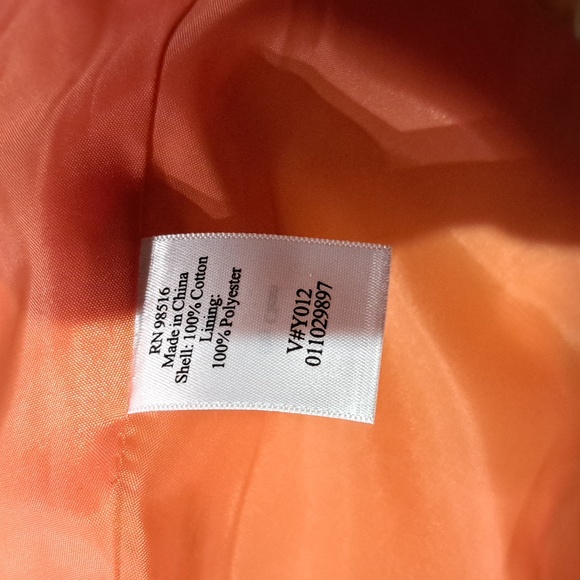 RN 98516
Made in China
Shell: 100% Cotton
Lining:
100% Polyester
V#Y012
011029897